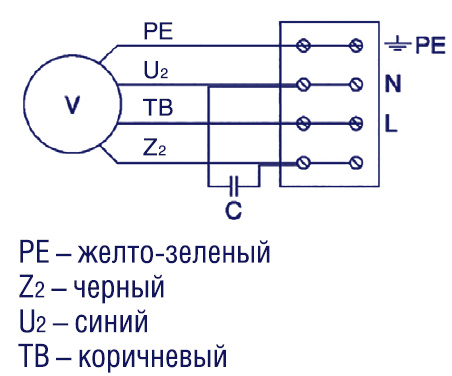 PE
U2
V
TB
Z2
C
PE
N
L
PE – желто-зеленый
Z2 – черный
U2 – синий
TB – коричневый